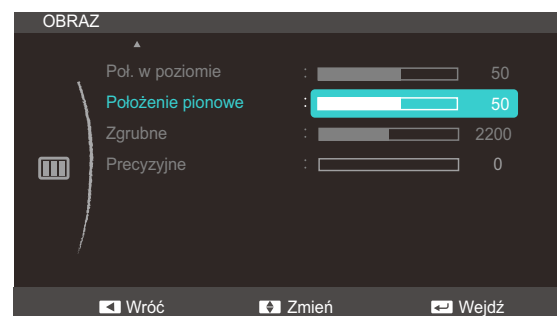 OBRAZ
Poł. w poziomie : 50
Położenie pionowe : 50
Zgrubne : 2200
Precyzyjne : 0
Wróć Zmień Wejdź